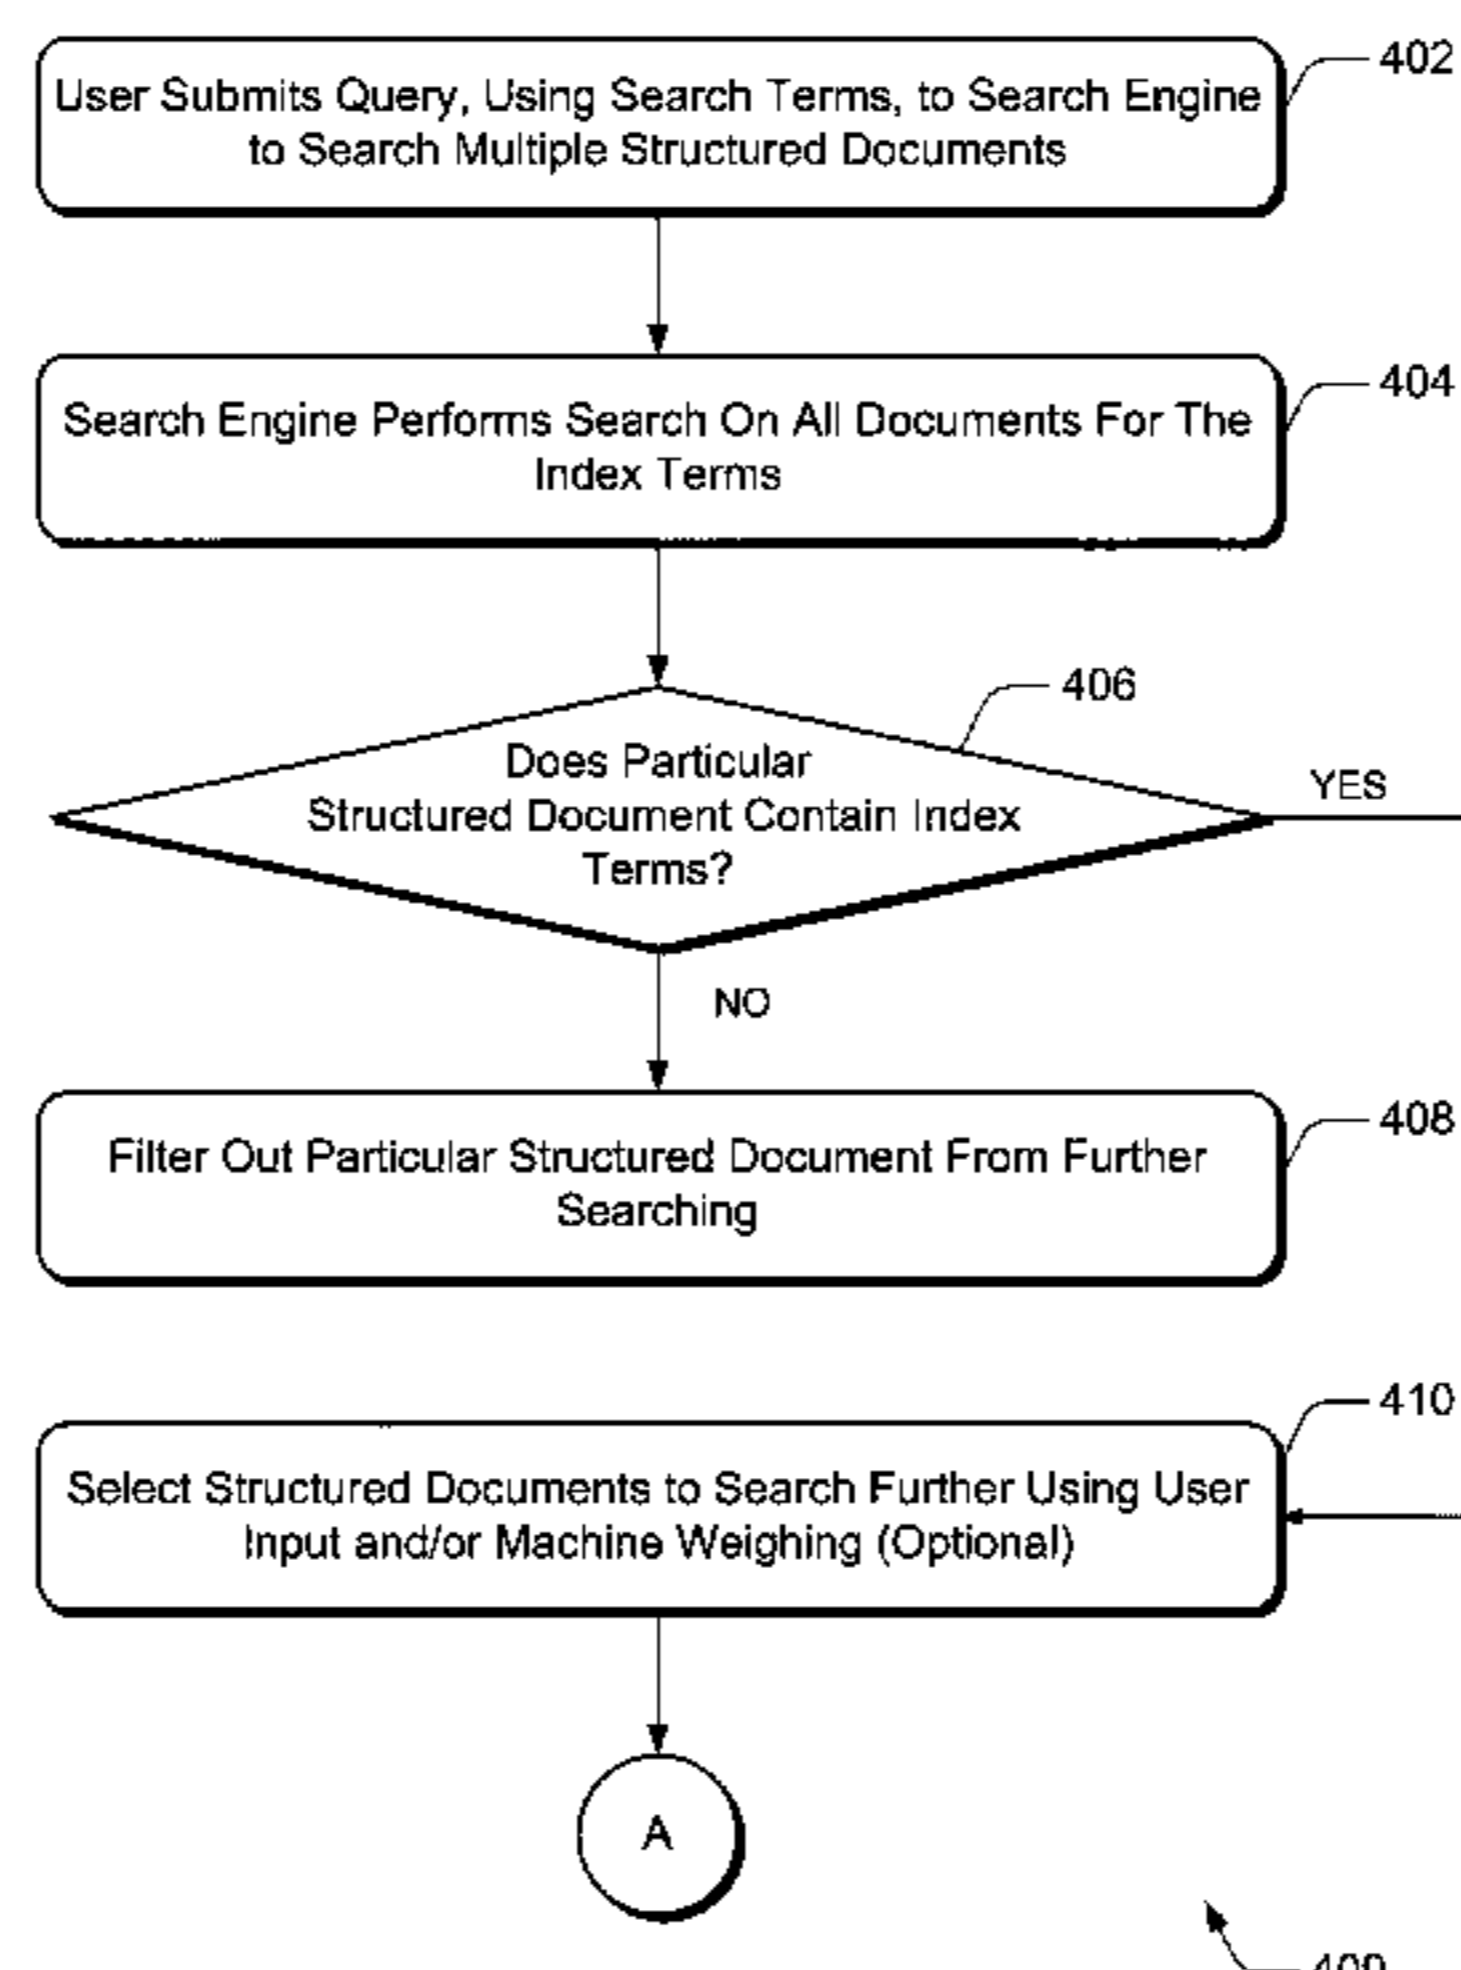 402
User Submits Query, Using Search Terms, to Search Engine
to Search Multiple Structured Documents
404
Search Engine Performs Search On All Documents For The
Index Terms
406
Does Particular
Structured Document Contain Index
Terms?
YES
NO
408
Filter Out Particular Structured Document From Further
Searching
410
Select Structured Documents to Search Further Using User
Input and/or Machine Weighing (Optional)
A